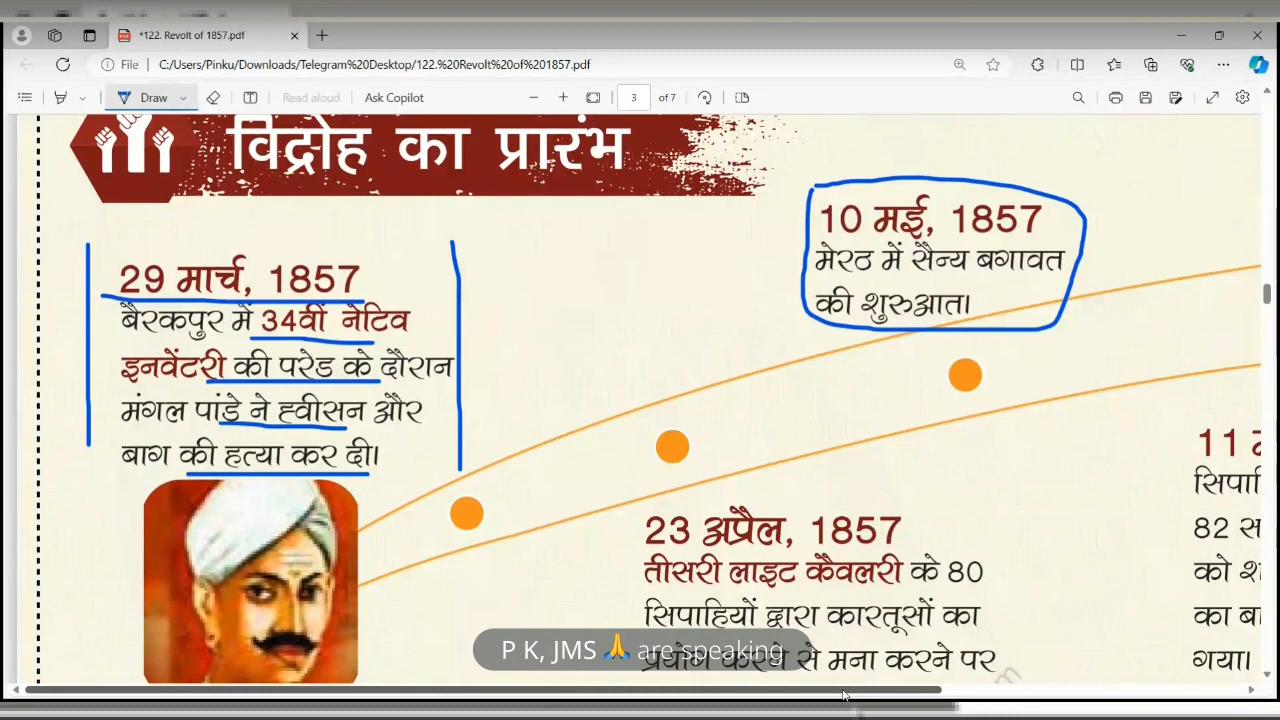 *122. Revolt of 1857.pdf
File C:/Users/Pinku/Downloads/Telegram%20Desktop/122.%20Revolt%20of%201857.pdf
Draw Read aloud Ask Copilot 3 of 7
विद्रोह का प्रारंभ
10 मई, 1857
मेरठ में सैन्य बगावत
की शुरुआत।
29 मार्च, 1857
बैरकपुर में 34वीं नेटिव
इनवेंटरी की परेड के दौरान
मंगल पांडे ने ह्वीसन और
बाग की हत्या कर दी।
23 अप्रैल, 1857
तीसरी लाइट कैवलरी के 80
सिपाहियों द्वारा कारतूसों का
प्रयोग करने से मना करने पर
11
सिपा
82 स
को श
का बा
गया।
P K, JMS 🙏 are speaking